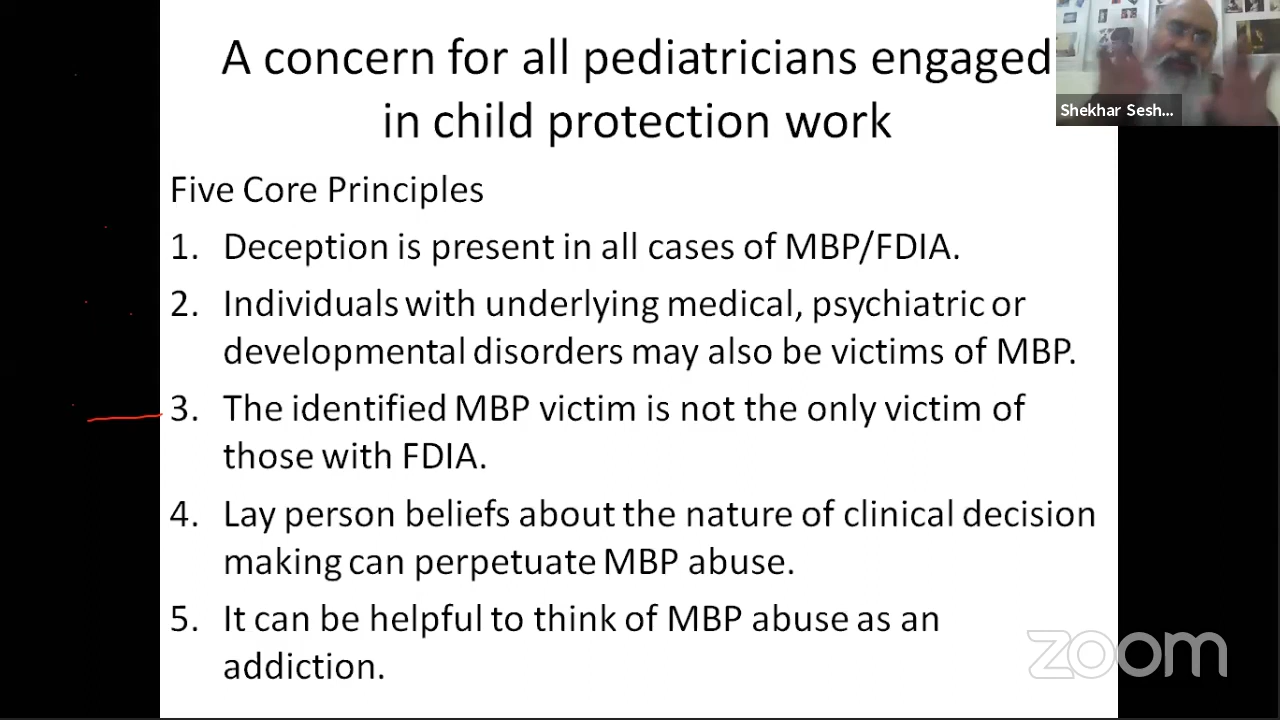 A concern for all pediatricians engaged
in child protection work
Shekhar Sesh...
Five Core Principles
1. Deception is present in all cases of MBP/FDIA.
2. Individuals with underlying medical, psychiatric or
developmental disorders may also be victims of MBP.
3. The identified MBP victim is not the only victim of
those with FDIA.
4. Lay person beliefs about the nature of clinical decision
making can perpetuate MBP abuse.
5. It can be helpful to think of MBP abuse as an
addiction.
zoom